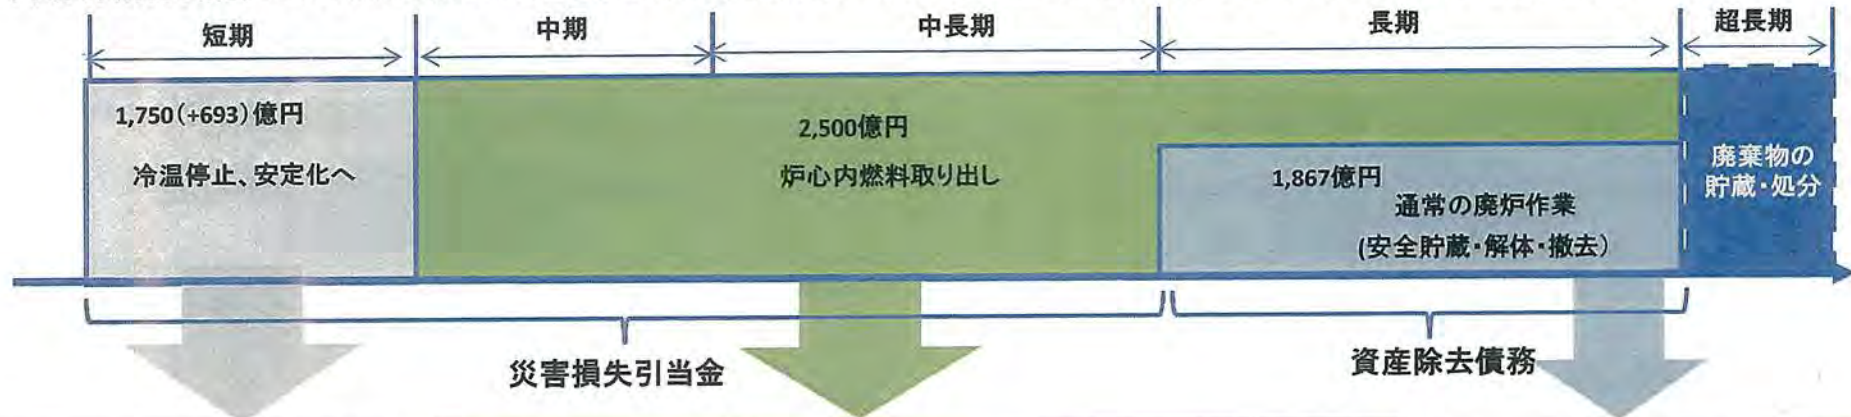 短期
中期
中長期
長期
超長期
1,750(+693)億円
冷温停止、安定化へ
2,500億円
炉心内燃料取り出し
1,867億円
通常の廃炉作業
(安全貯蔵・解体・撤去)
廃棄物の
貯蔵・処分
災害損失引当金
資産除去債務